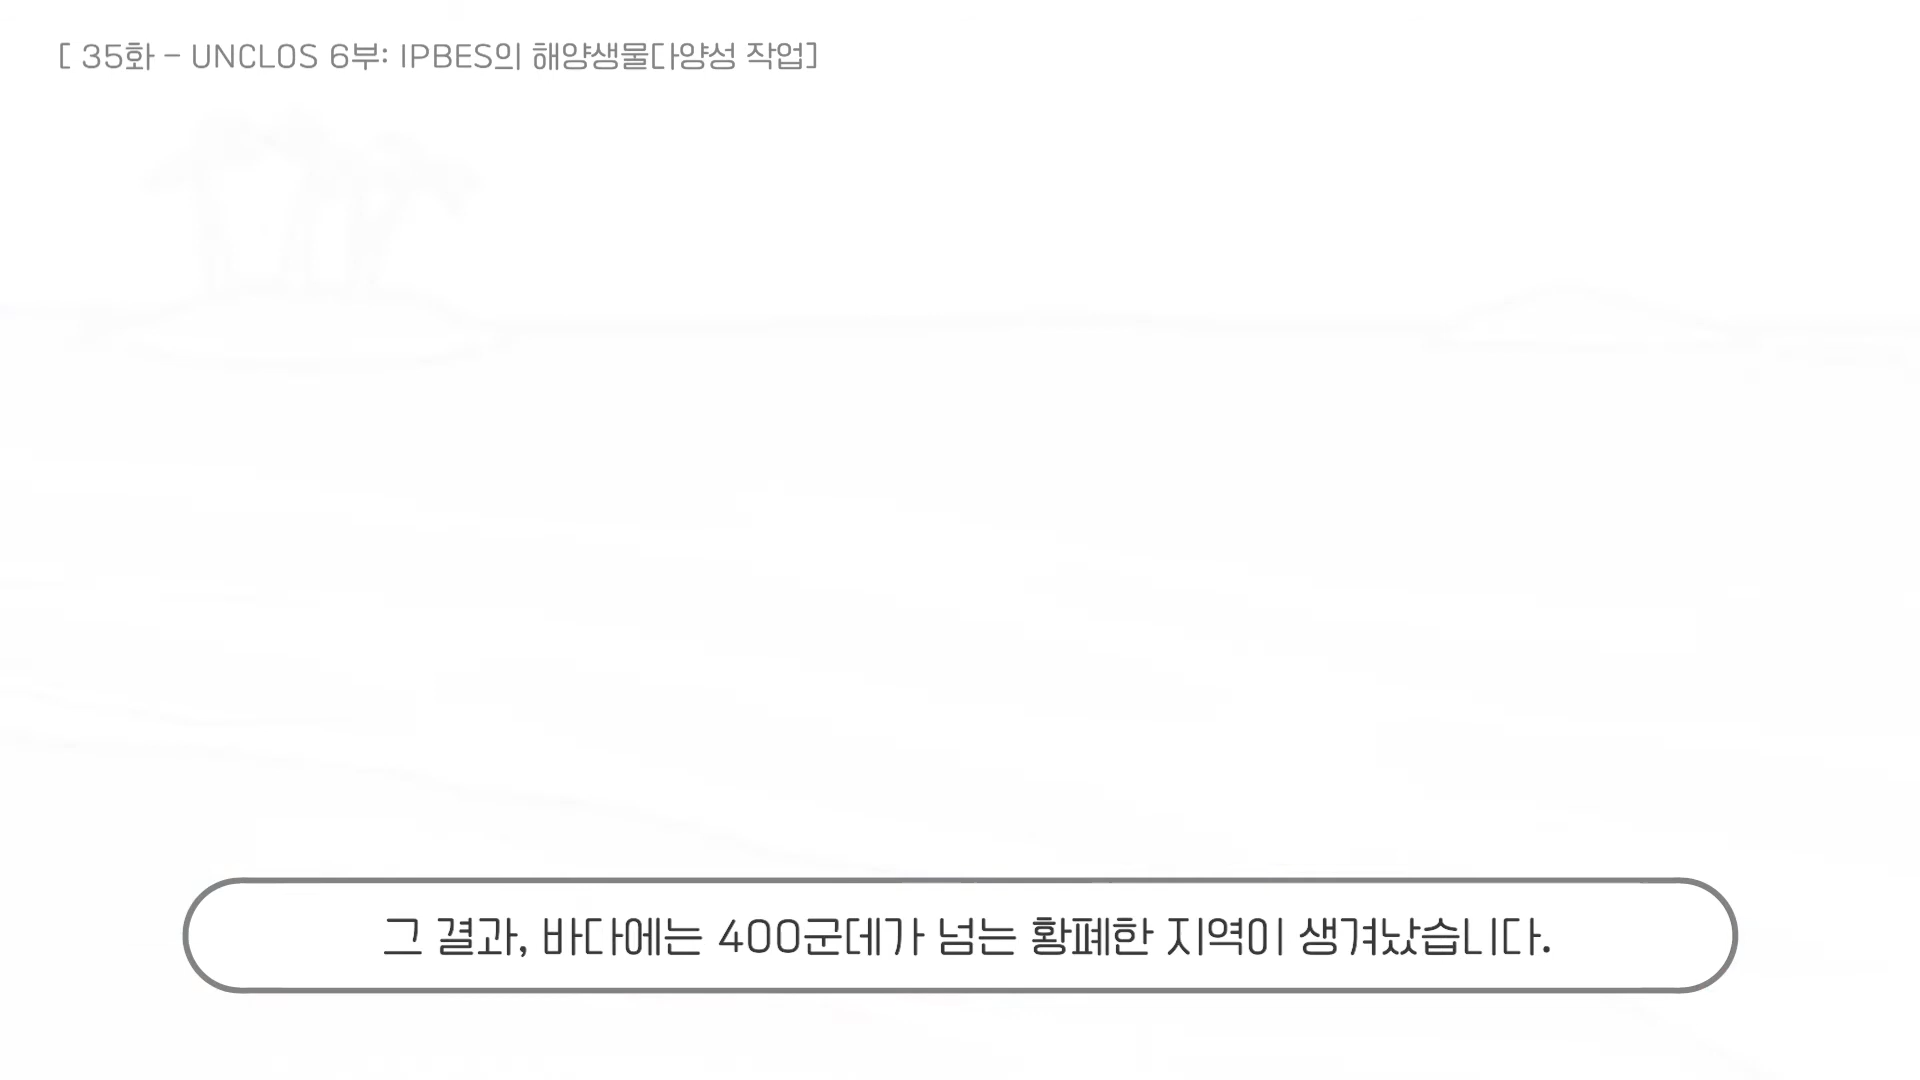 [ 35화 - UNCLOS 6부: IPBES의 해양생물다양성 작업]
그 결과, 바다에는 400군데가 넘는 황폐한 지역이 생겨났습니다.